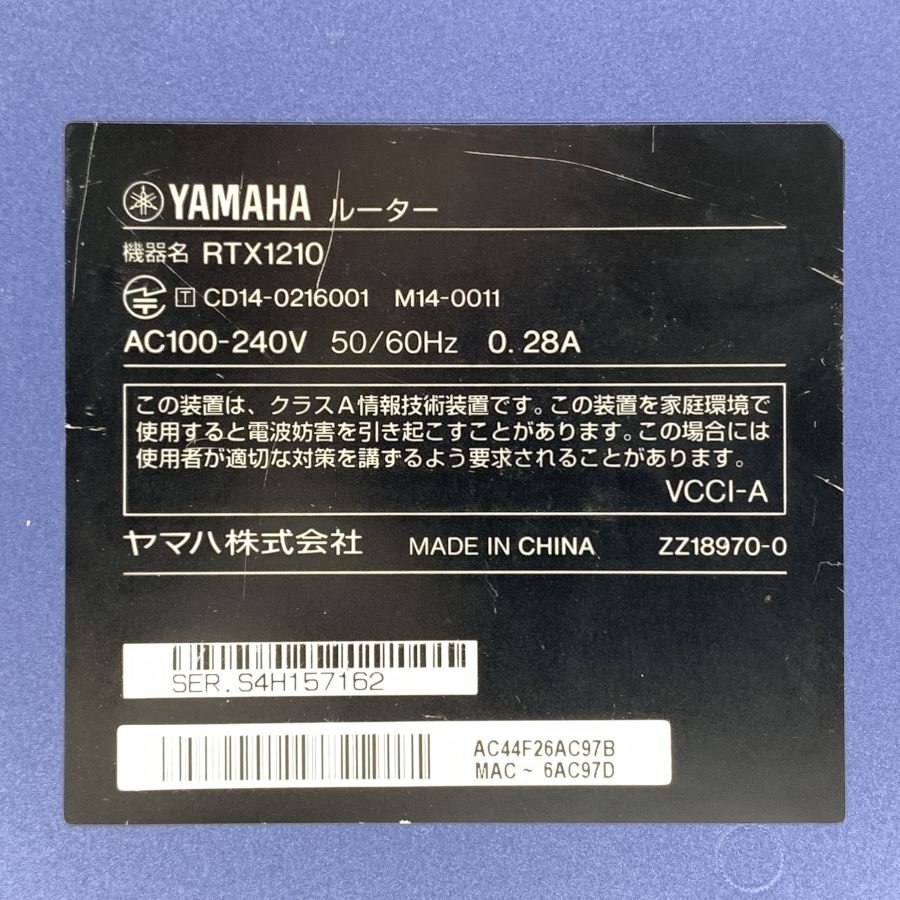 YAMAHA ルーター
機器名 RTX1210
T CD14-0216001 M14-0011
AC100-240V 50/60Hz 0.28A
この装置は、クラスA情報技術装置です。この装置を家庭環境で
使用すると電波妨害を引き起こすことがあります。この場合には
使用者が適切な対策を講ずるよう要求されることがあります。
VCCI-A
ヤマハ株式会社 MADE IN CHINA ZZ18970-0
SER.S4H157162
AC44F26AC97B
MAC ~ 6AC97D